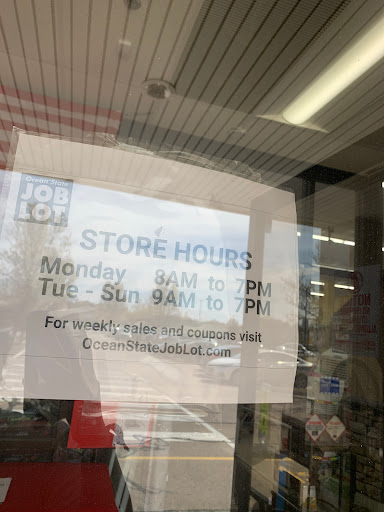 Ocean State
JOB
LOT
STORE HOURS
Monday 8AM to 7PM
Tue - Sun 9AM to 7PM
For weekly sales and coupons visit
OceanStateJobLot.com